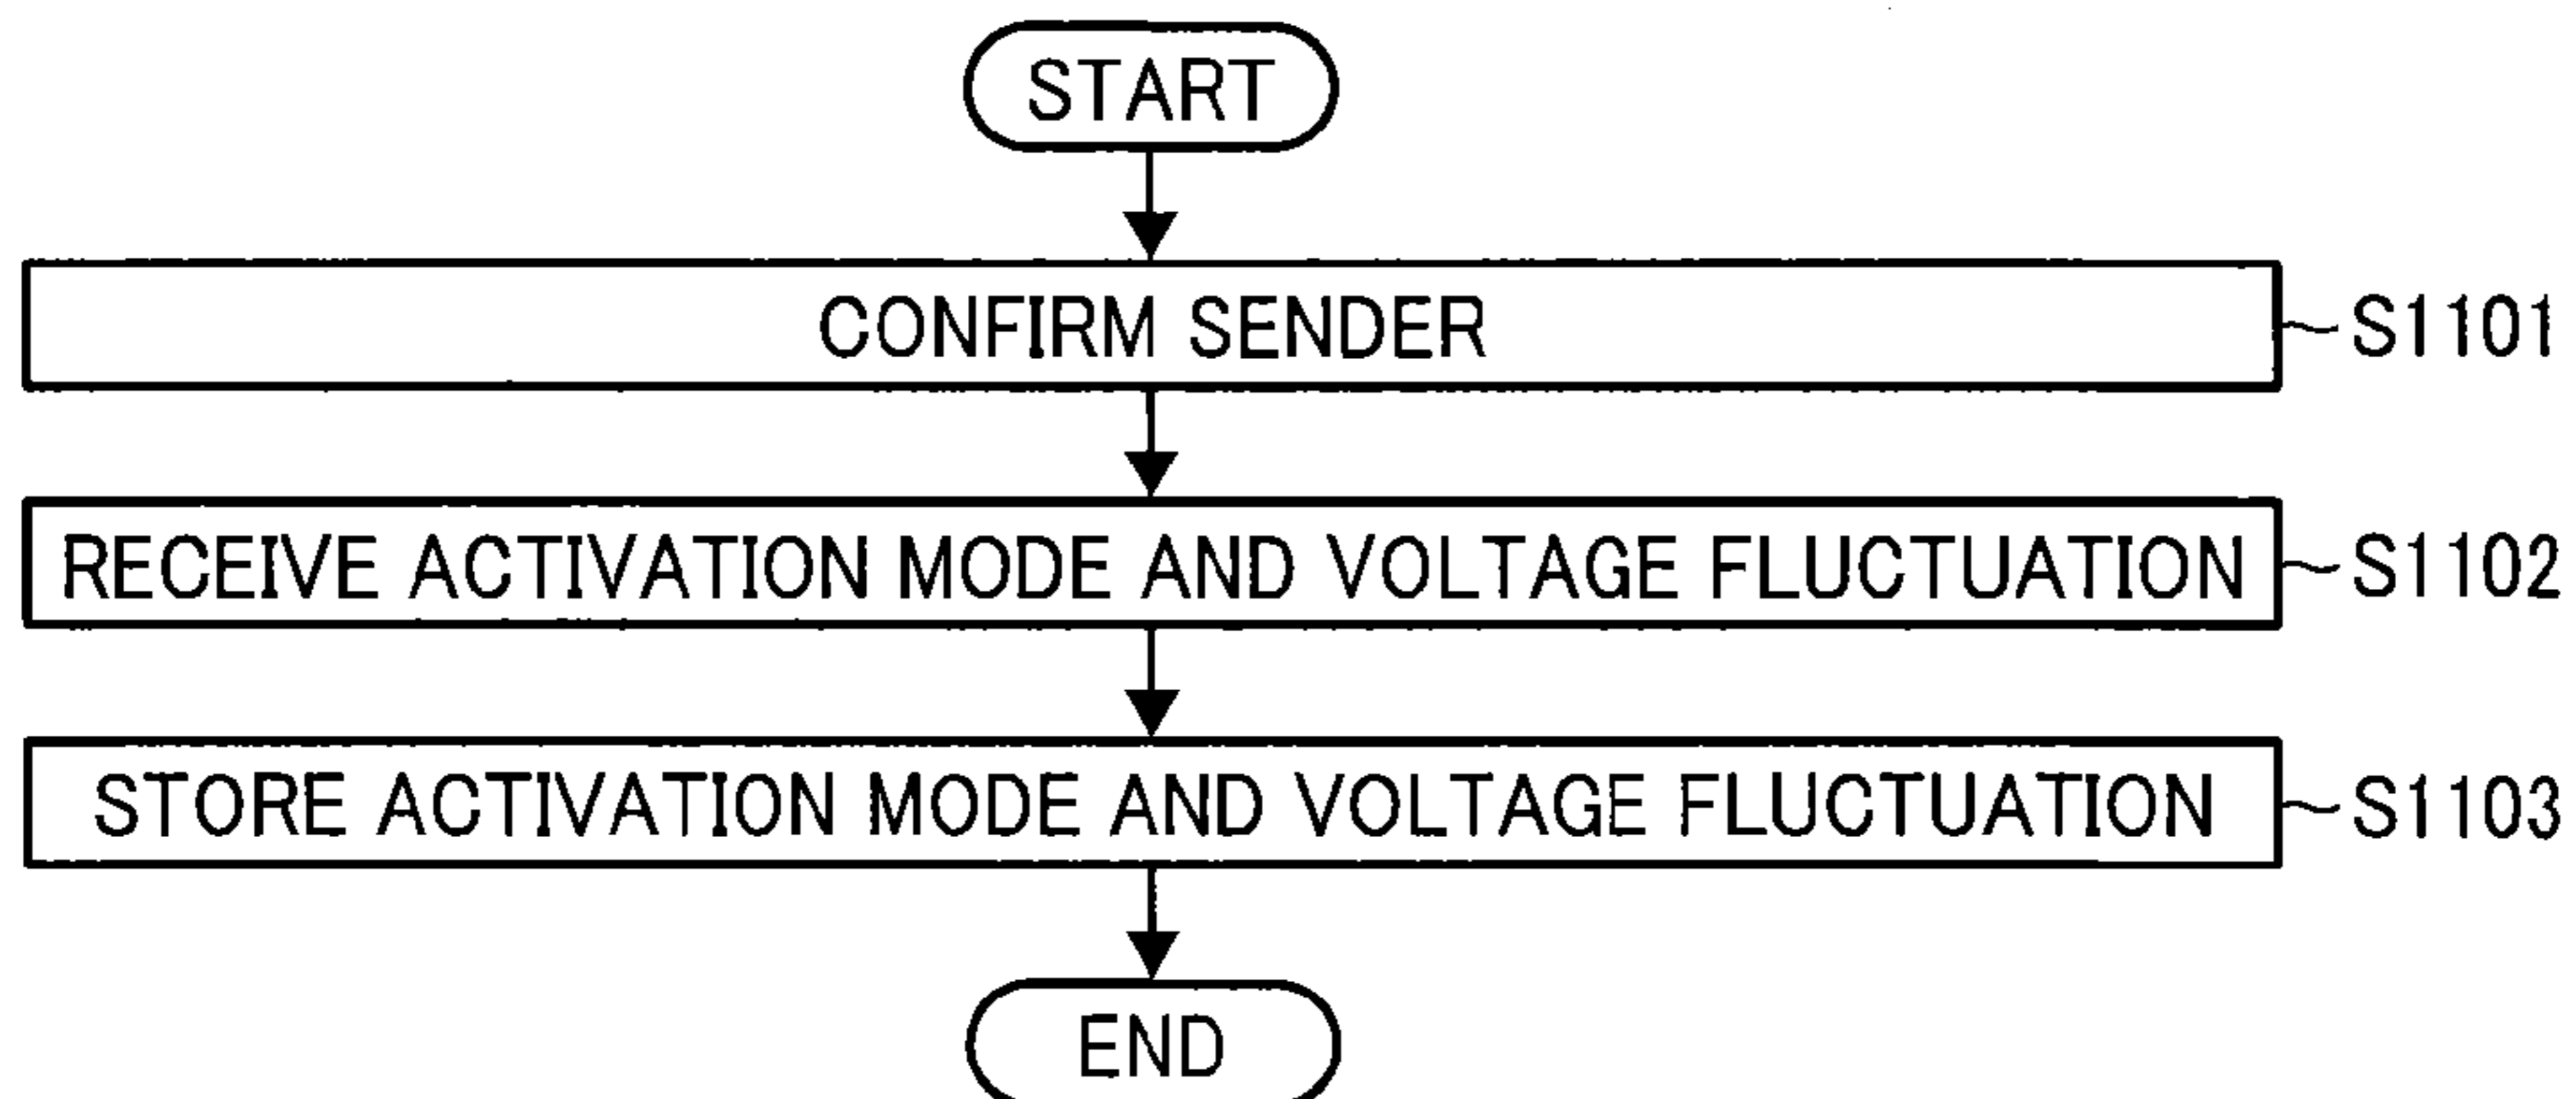 START
CONFIRM SENDER
S1101
RECEIVE ACTIVATION MODE AND VOLTAGE FLUCTUATION
S1102
STORE ACTIVATION MODE AND VOLTAGE FLUCTUATION
S1103
END